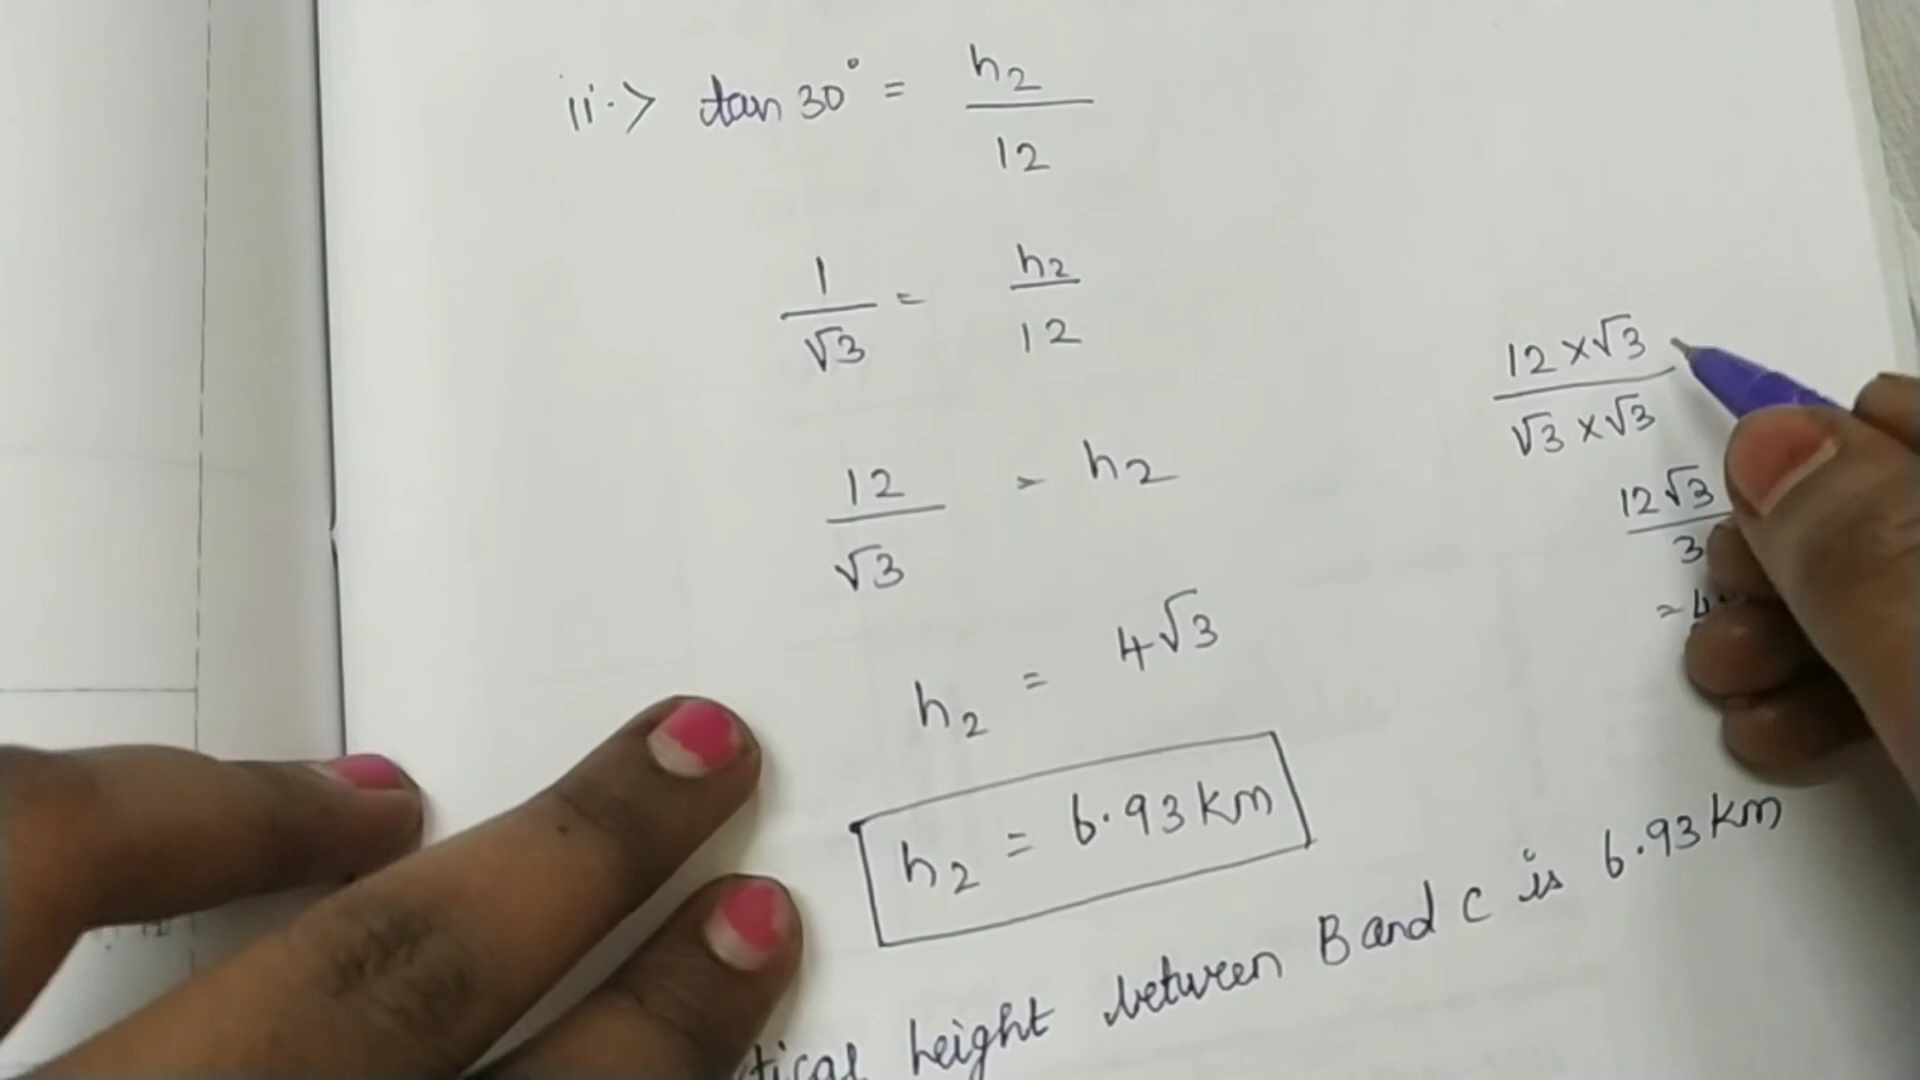 ii.> tan 30° = h₂/12
1/√3 = h₂/12
12/√3 = h₂
h₂ = 4√3
h₂ = 6.93 km
height between B and C is 6.93 km
12 × √3 / √3 × √3
12√3 / 3
= 4